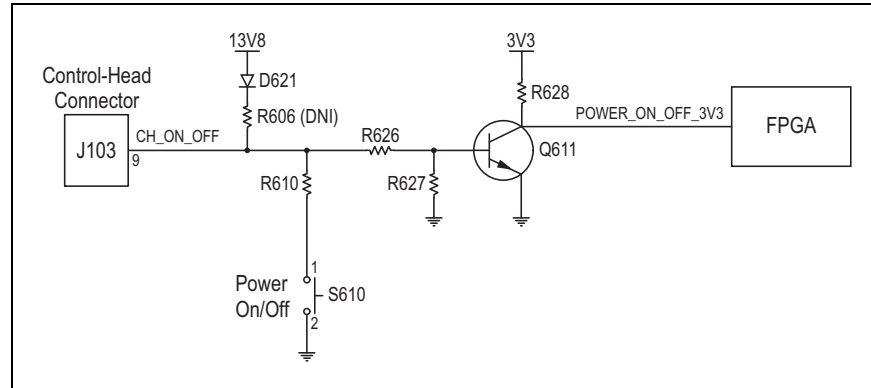 13V8
3V3
Control-Head
Connector
D621
R628
R606 (DNI)
POWER_ON_OFF_3V3
FPGA
J103
CH_ON_OFF
9
R626
Q611
R610
R627
Power
On/Off
1
S610
2